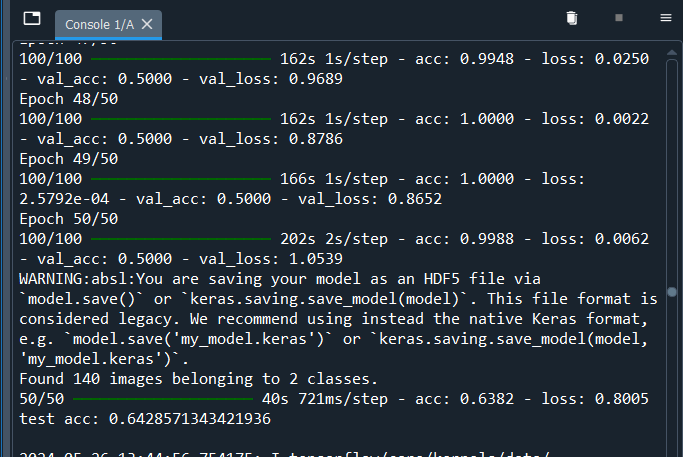 Console 1/A
100/100 162s 1s/step - acc: 0.9948 - loss: 0.0250
- val_acc: 0.5000 - val_loss: 0.9689
Epoch 48/50
100/100 162s 1s/step - acc: 1.0000 - loss: 0.0022
- val_acc: 0.5000 - val_loss: 0.8786
Epoch 49/50
100/100 166s 1s/step - acc: 1.0000 - loss:
2.5792e-04 - val_acc: 0.5000 - val_loss: 0.8652
Epoch 50/50
100/100 202s 2s/step - acc: 0.9988 - loss: 0.0062
- val_acc: 0.5000 - val_loss: 1.0539
WARNING:absl:You are saving your model as an HDF5 file via
`model.save()` or `keras.saving.save_model(model)`. This file format is
considered legacy. We recommend using instead the native Keras format,
e.g. `model.save('my_model.keras')` or `keras.saving.save_model(model,
'my_model.keras')`.
Found 140 images belonging to 2 classes.
50/50 40s 721ms/step - acc: 0.6382 - loss: 0.8005
test acc: 0.6428571343421936